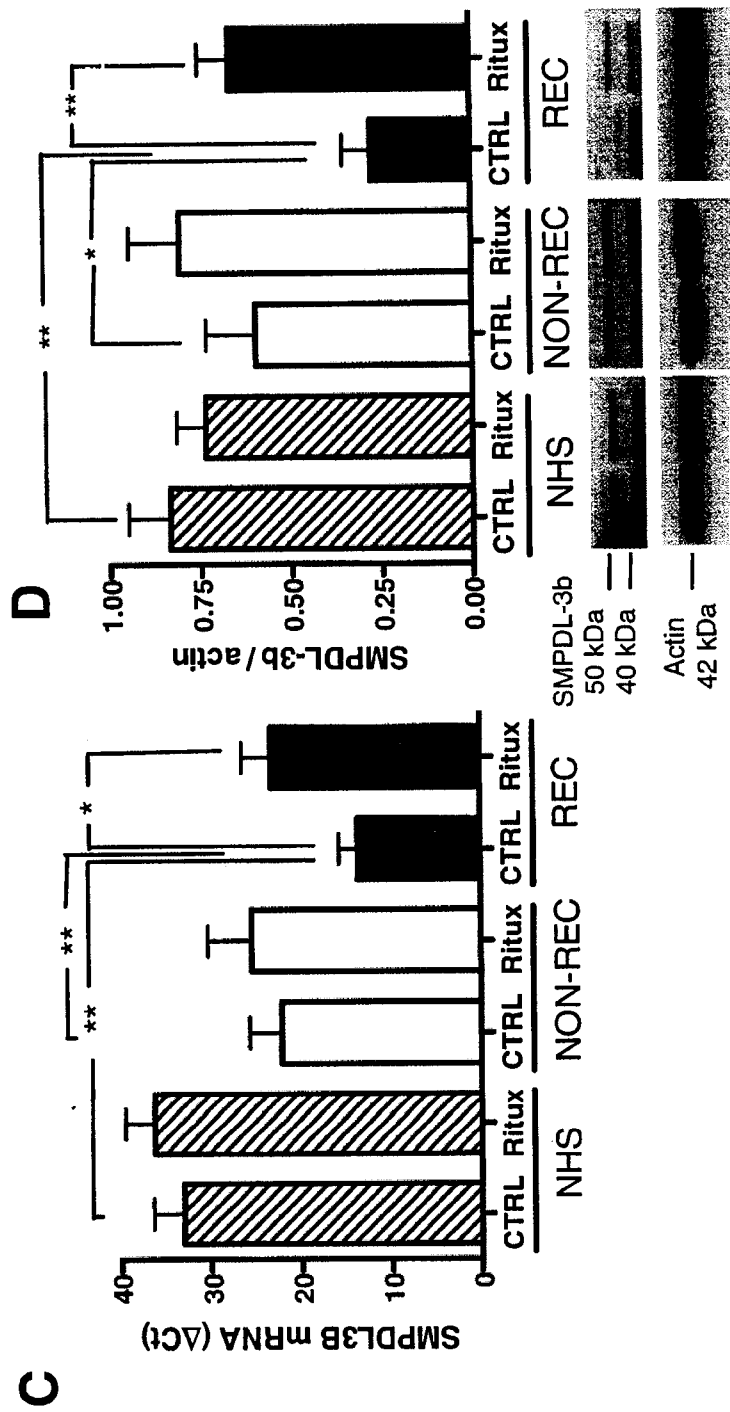 C
SMPDL3B mRNA (ΔCt)
40
30
20
10
0
**
**
*
CTRL Ritux CTRL Ritux CTRL Ritux
NHS NON-REC REC
D
SMPDL-3b / actin
1.00
0.75
0.50
0.25
0.00
**
*
**
CTRL Ritux CTRL Ritux CTRL Ritux
NHS NON-REC REC
SMPDL-3b
50 kDa
40 kDa
Actin
42 kDa